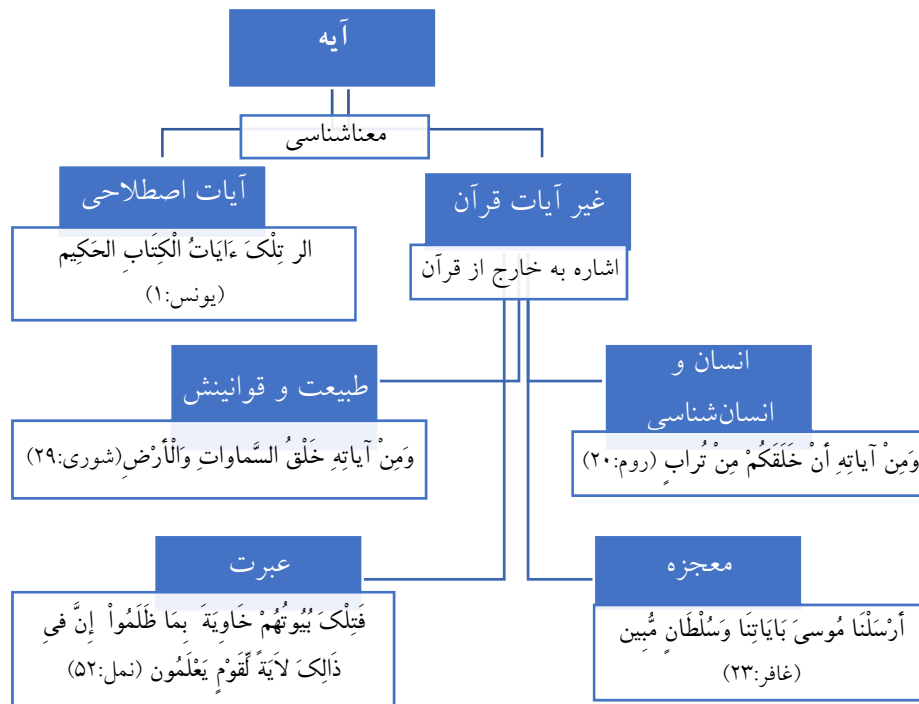 آیه
معناشناسی
غیر آیات قرآن
اشاره به خارج از قرآن
آیات اصطلاحی
الر تِلْکَ ءَایَاتُ الْکِتَابِ الحَکِیم
(یونس:۱)
انسان و
انسان‌شناسی
وَمِنْ آیاتِهِ أَنْ خَلَقَکُمْ مِنْ تُرابٍ (روم:۲۰)
طبیعت و قوانینش
وَمِنْ آیاتِهِ خَلْقُ السَّماواتِ وَالْأَرْضِ(شوری:۲۹)
معجزه
أَرْسَلْنَا مُوسىَ بَایَاتِنَا وَسُلْطَانٍ مُّبِین
(غافر:۲۳)
عبرت
فَتِلْکَ بُیُوتُهُمْ خَاوِیَةَ بِمَا ظَلَمُواْ إِنَّ فىِ
ذَالِکَ لاَیَةً لِّقَوْمٍ یَعْلَمُون (نمل:۵۲)